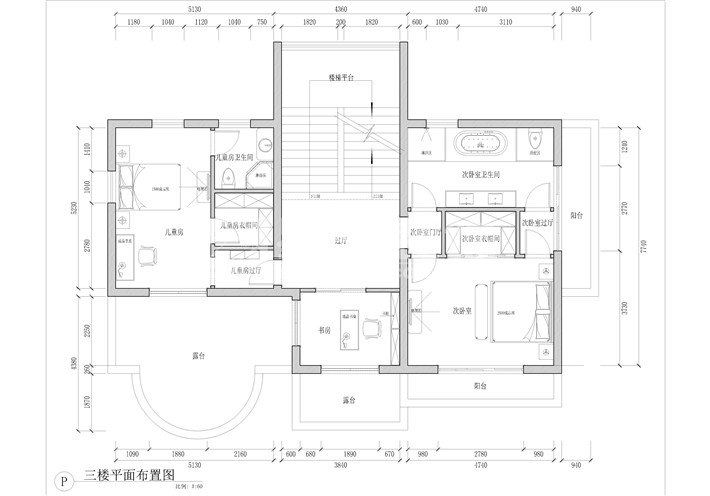 5130 4360 4740 940
1180 1040 1120 1040 750 1820 200 1820 600 1030 3110
楼梯平台
儿童房卫生间
次卧室卫生间
1410
1040
2780
5230
1240
2770
3730
7740
阳台
儿童房
儿童房衣帽间
过厅
次卧室门厅
次卧室衣帽间
次卧室过厅
儿童房过厅
次卧室
书房
2250
260
1870
4380
露台
露台
阳台
1090 1880 2160 600 680 1890 670 980 2780 980
5130 3840 4740 940
P
三楼平面布置图
比例: 1:60